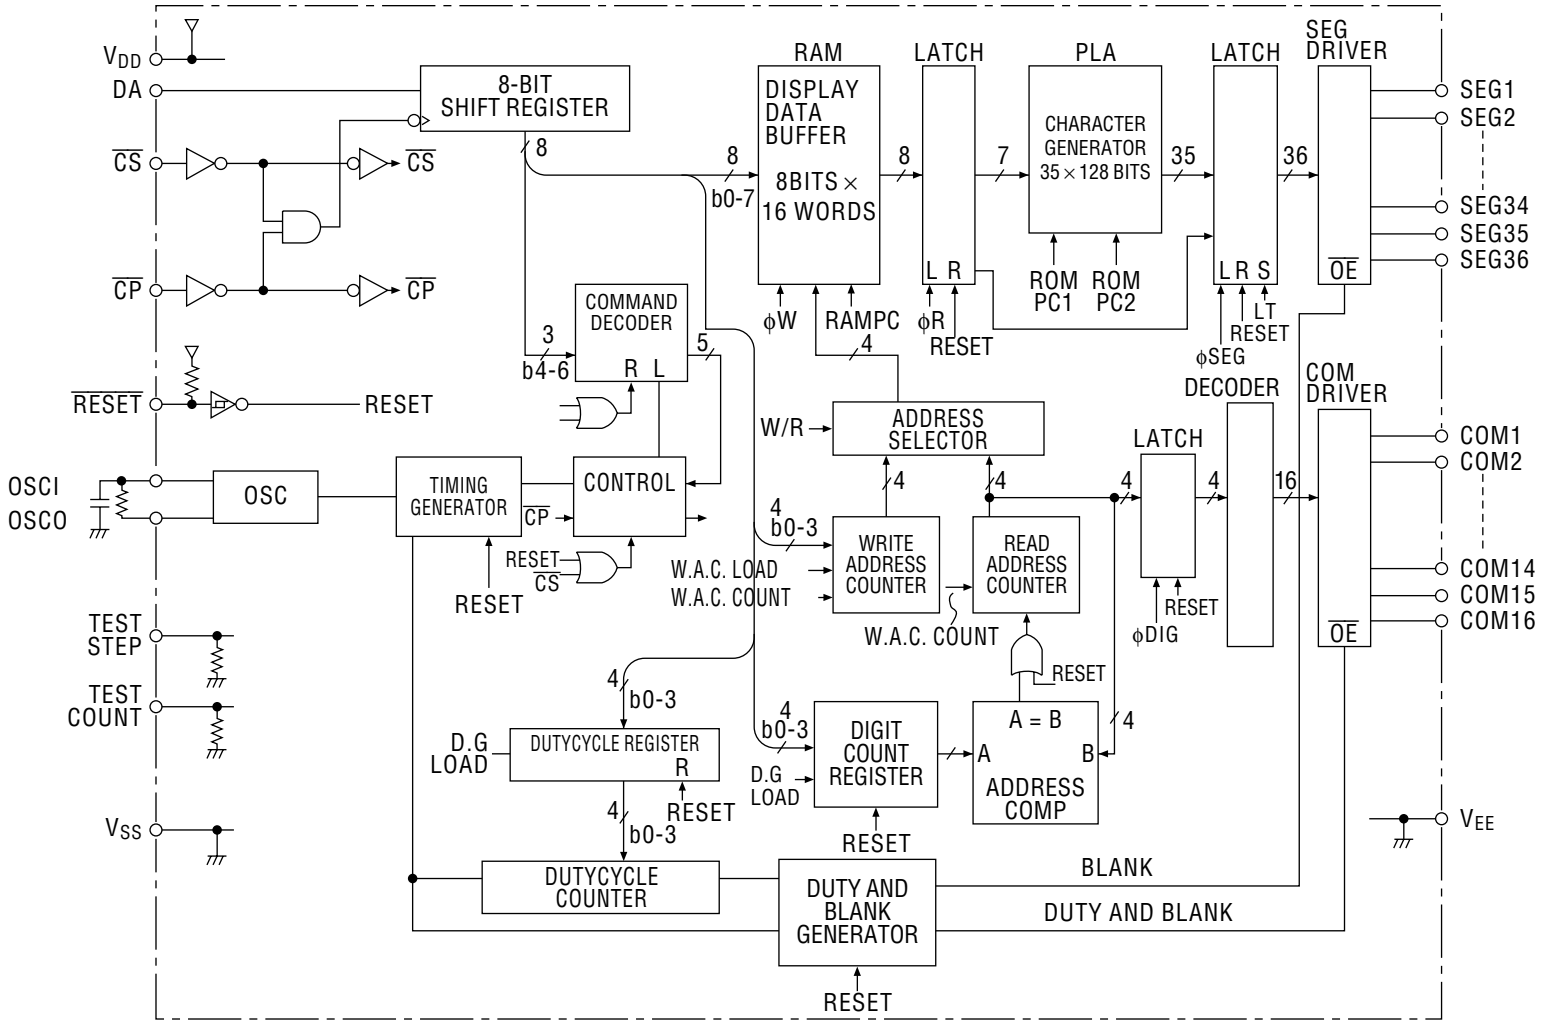 VDD
DA
CS
CP
RESET
OSCI
OSCO
TEST
STEP
TEST
COUNT
VSS
8-BIT
SHIFT REGISTER
8
CS
CP
RESET
OSC
TIMING
GENERATOR
RESET
3
b4-6
COMMAND
DECODER
R L
5
CONTROL
CP
RESET
CS
8
b0-7
RAM
DISPLAY
DATA
BUFFER
8BITS ×
16 WORDS
ϕW
RAMPC
4
8
LATCH
L R
ϕR
RESET
7
PLA
CHARACTER
GENERATOR
35 × 128 BITS
ROM
PC1
ROM
PC2
35
LATCH
L R S
LT
RESET
ϕSEG
36
SEG
DRIVER
OE
SEG1
SEG2
SEG34
SEG35
SEG36
W/R
ADDRESS
SELECTOR
4
4
4
b0-3
W.A.C. LOAD
W.A.C. COUNT
WRITE
ADDRESS
COUNTER
READ
ADDRESS
COUNTER
W.A.C. COUNT
RESET
4
LATCH
RESET
ϕDIG
4
DECODER
16
COM
DRIVER
OE
COM1
COM2
COM14
COM15
COM16
4
b0-3
D.G
LOAD
DUTYCYCLE REGISTER
R
RESET
4
b0-3
DUTYCYCLE
COUNTER
4
b0-3
D.G
LOAD
DIGIT
COUNT
REGISTER
RESET
A = B
A
B
ADDRESS
COMP
4
DUTY AND
BLANK
GENERATOR
RESET
BLANK
DUTY AND BLANK
VEE